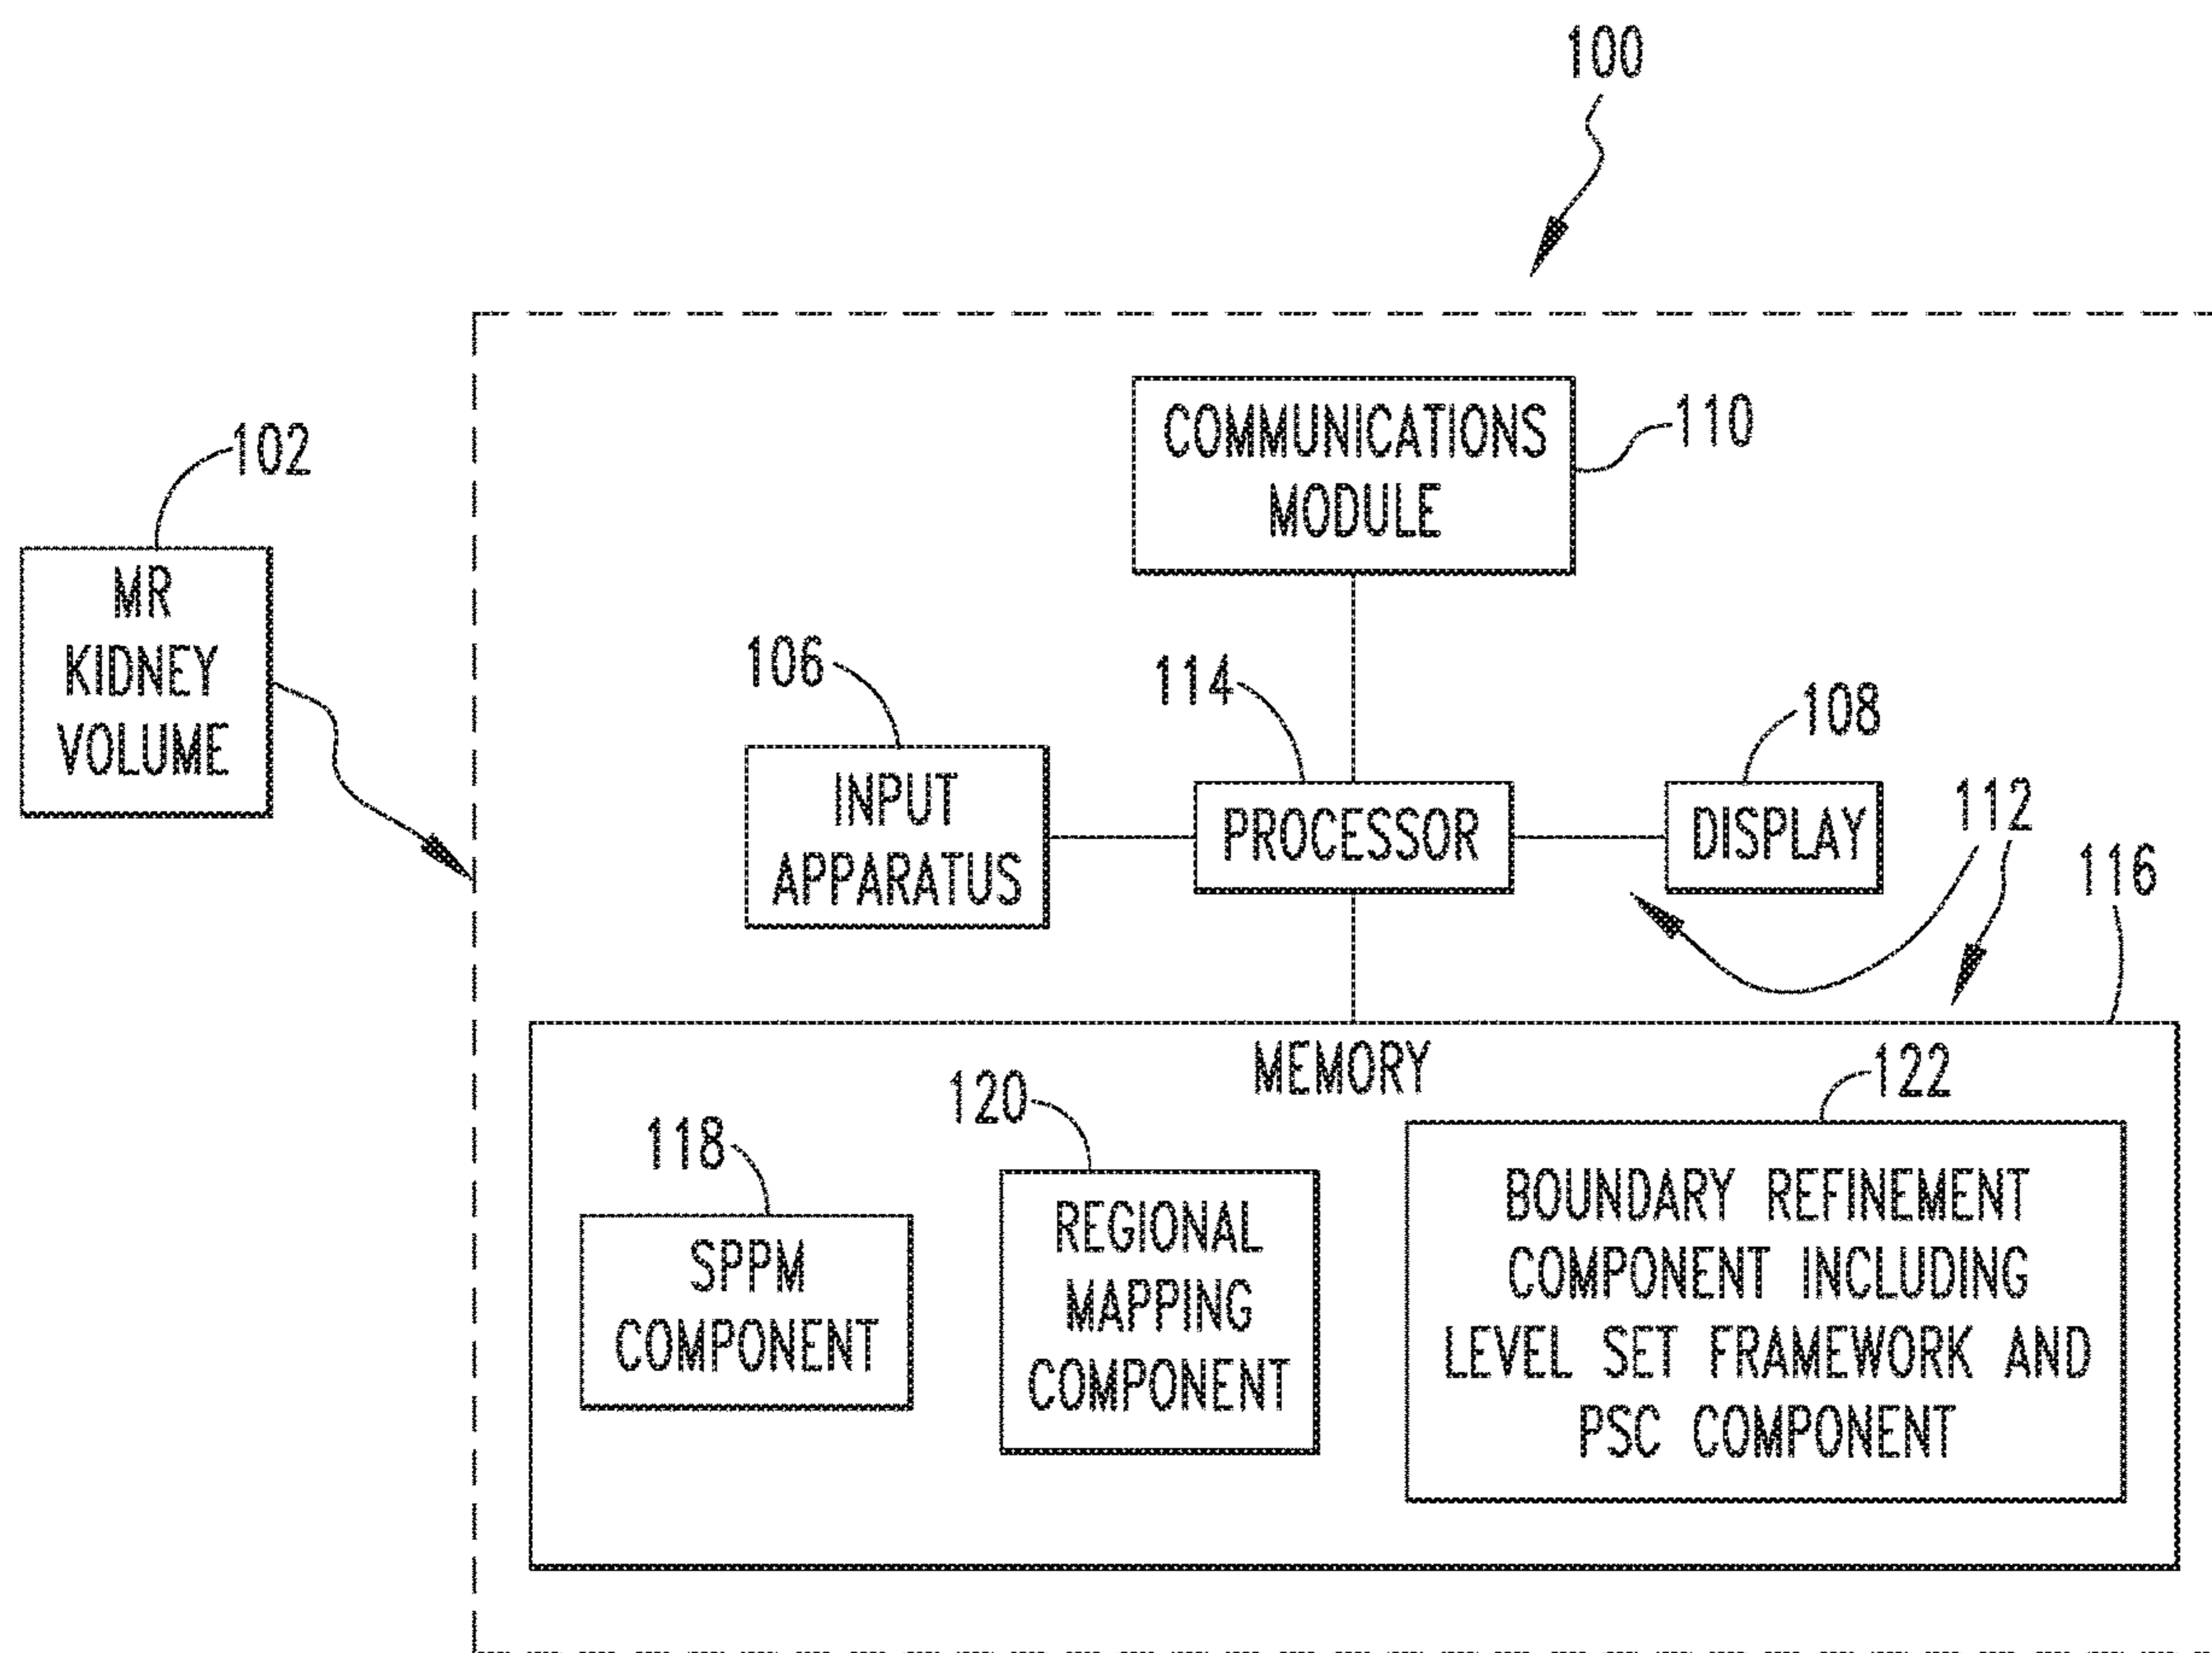 100
COMMUNICATIONS
MODULE
110
102
MR
KIDNEY
VOLUME
106
INPUT
APPARATUS
114
PROCESSOR
108
DISPLAY
112
116
MEMORY
118
SPPM
COMPONENT
120
REGIONAL
MAPPING
COMPONENT
122
BOUNDARY REFINEMENT
COMPONENT INCLUDING
LEVEL SET FRAMEWORK AND
PSC COMPONENT